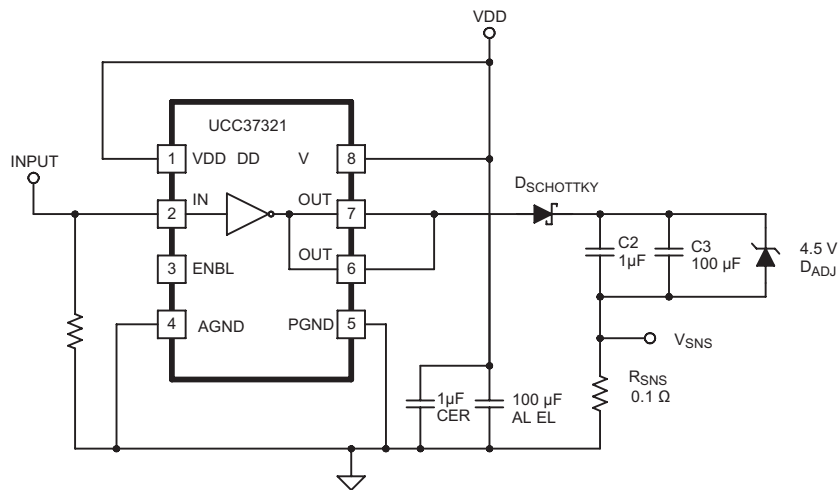 VDD
UCC37321
INPUT
1 VDD DD V 8
DSCHOTTKY
2 IN OUT 7
C2
1µF
C3
100 µF
4.5 V
DADJ
3 ENBL OUT 6
4 AGND PGND 5
VSNS
1µF
CER
100 µF
AL EL
RSNS
0.1 Ω